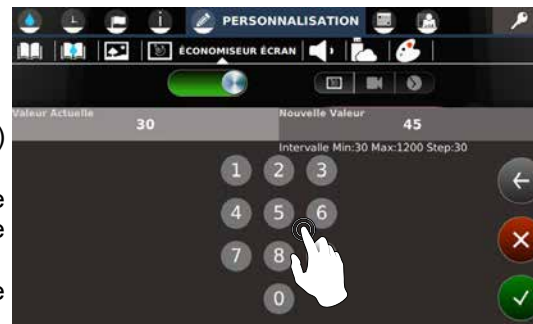 PERSONNALISATION
ÉCONOMISEUR ÉCRAN
Valeur Actuelle
30
Nouvelle Valeur
45
Intervalle Min:30 Max:1200 Step:30
1 2 3
4 5 6
7 8
0
)
e
e
e